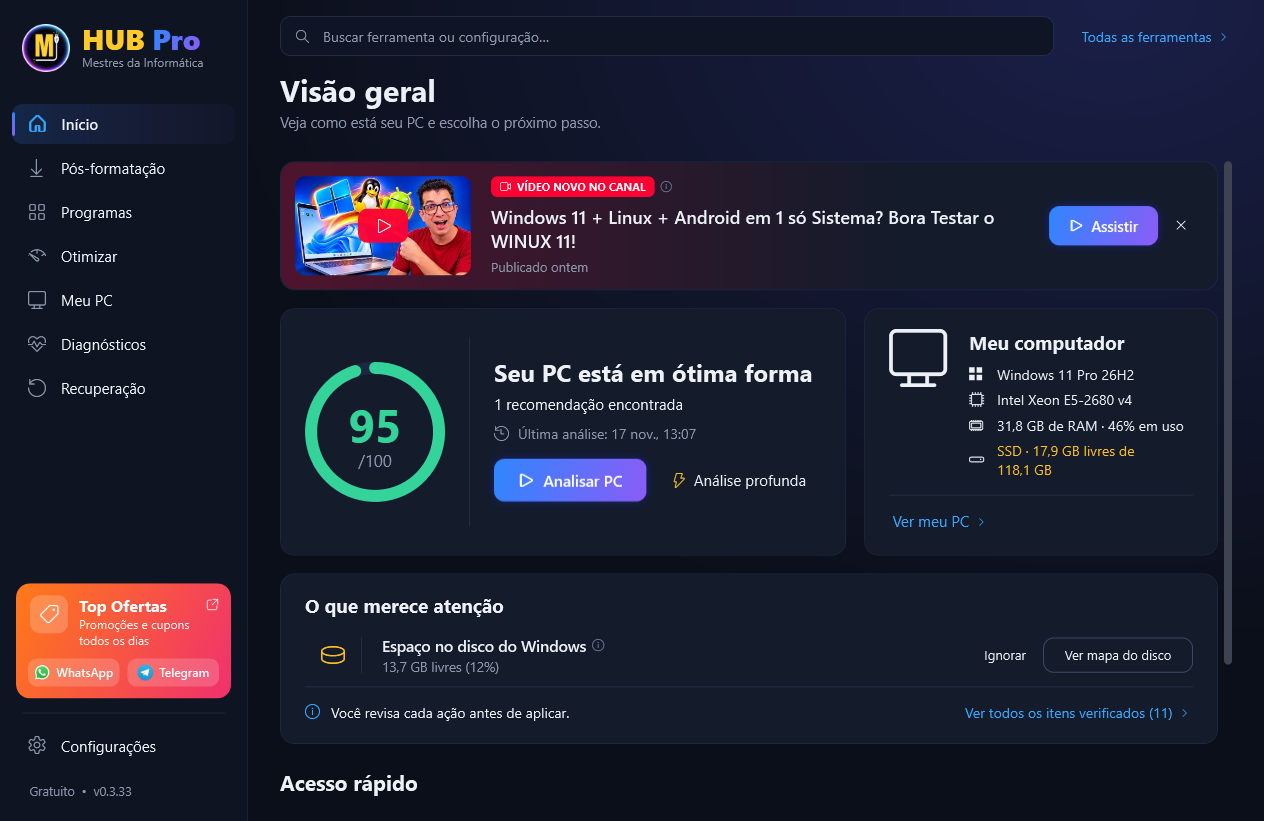 HUB Pro
Mestres da Informática
Início
Pós-formatação
Programas
Otimizar
Meu PC
Diagnósticos
Recuperação
Top Ofertas
Promoções e cupons
todos os dias
WhatsApp
Telegram
Configurações
Gratuito • v0.3.33
Buscar ferramenta ou configuração...
Todas as ferramentas
Visão geral
Veja como está seu PC e escolha o próximo passo.
VÍDEO NOVO NO CANAL
Windows 11 + Linux + Android em 1 só Sistema? Bora Testar o
WINUX 11!
Publicado ontem
Assistir
95
/100
Seu PC está em ótima forma
1 recomendação encontrada
Última análise: 17 nov., 13:07
Analisar PC
Análise profunda
Meu computador
Windows 11 Pro 26H2
Intel Xeon E5-2680 v4
31,8 GB de RAM · 46% em uso
SSD · 17,9 GB livres de
118,1 GB
Ver meu PC
O que merece atenção
Espaço no disco do Windows
13,7 GB livres (12%)
Ignorar
Ver mapa do disco
Você revisa cada ação antes de aplicar.
Ver todos os itens verificados (11)
Acesso rápido